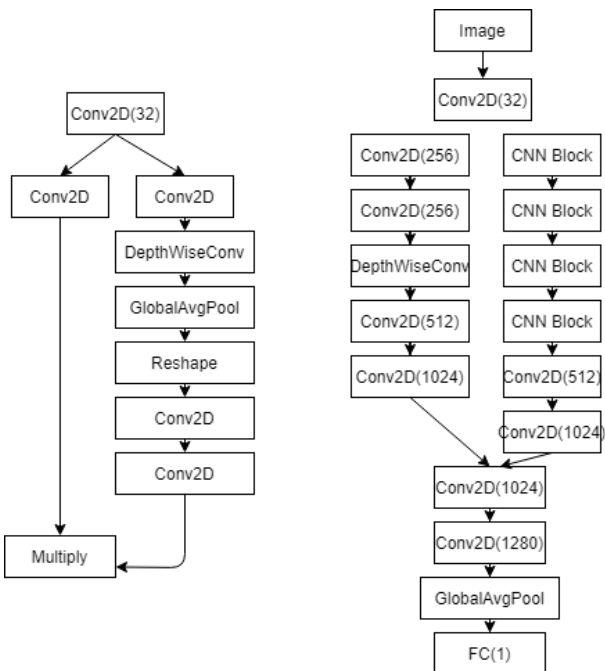 Conv2D(32)
Conv2D
Conv2D
DepthWiseConv
GlobalAvgPool
Reshape
Conv2D
Conv2D
Multiply
Image
Conv2D(32)
Conv2D(256)
Conv2D(256)
DepthWiseConv
Conv2D(512)
Conv2D(1024)
CNN Block
CNN Block
CNN Block
CNN Block
Conv2D(512)
Conv2D(1024)
Conv2D(1024)
Conv2D(1280)
GlobalAvgPool
FC(1)